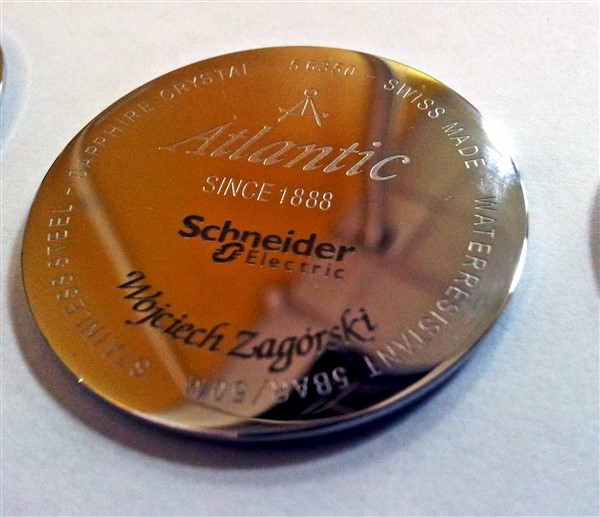 STAINLESS STEEL - SAPPHIRE CRYSTAL - 56350 - SWISS MADE - WATERRESISTANT 5BAR/50M
Atlantic
SINCE 1888
Schneider
Electric
Wojciech Zagórski